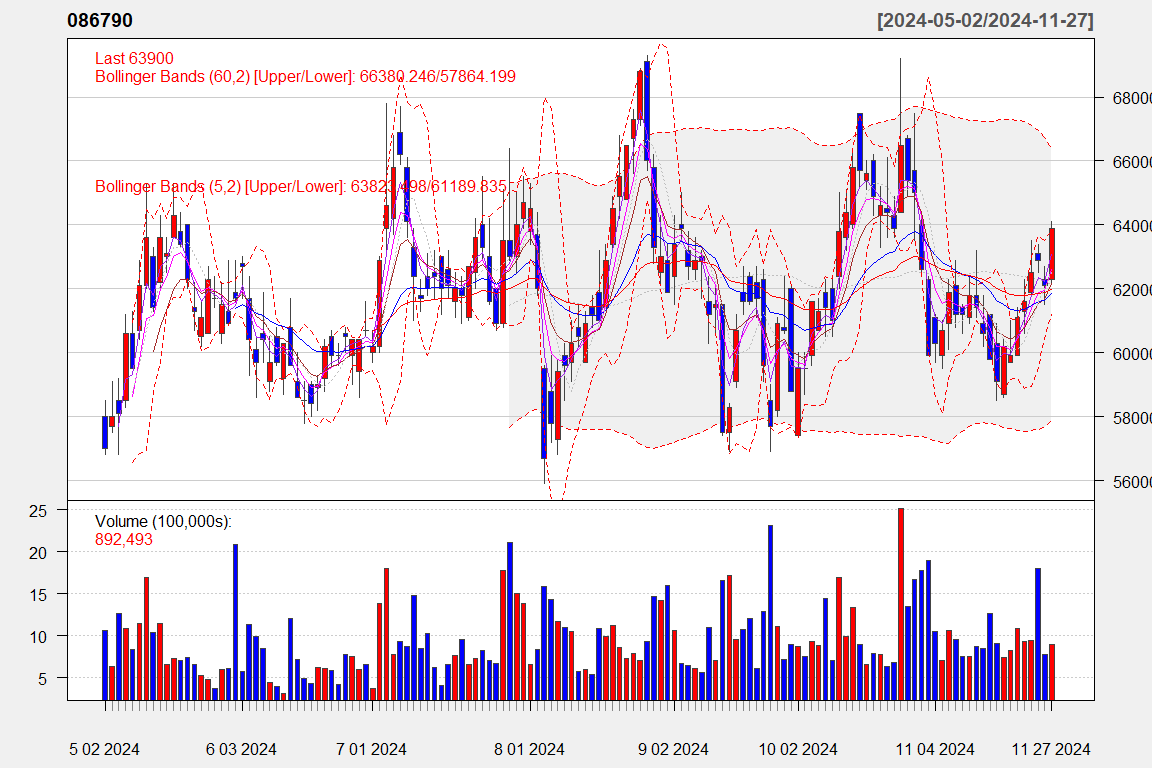 086790 [2024-05-02/2024-11-27]
Last 63900
Bollinger Bands (60,2) [Upper/Lower]: 66380.246/57864.199
Bollinger Bands (5,2) [Upper/Lower]: 63823.498/61189.835
68000
66000
64000
62000
60000
58000
56000
Volume (100,000s):
892,493
25
20
15
10
5
5 02 2024 6 03 2024 7 01 2024 8 01 2024 9 02 2024 10 02 2024 11 04 2024 11 27 2024